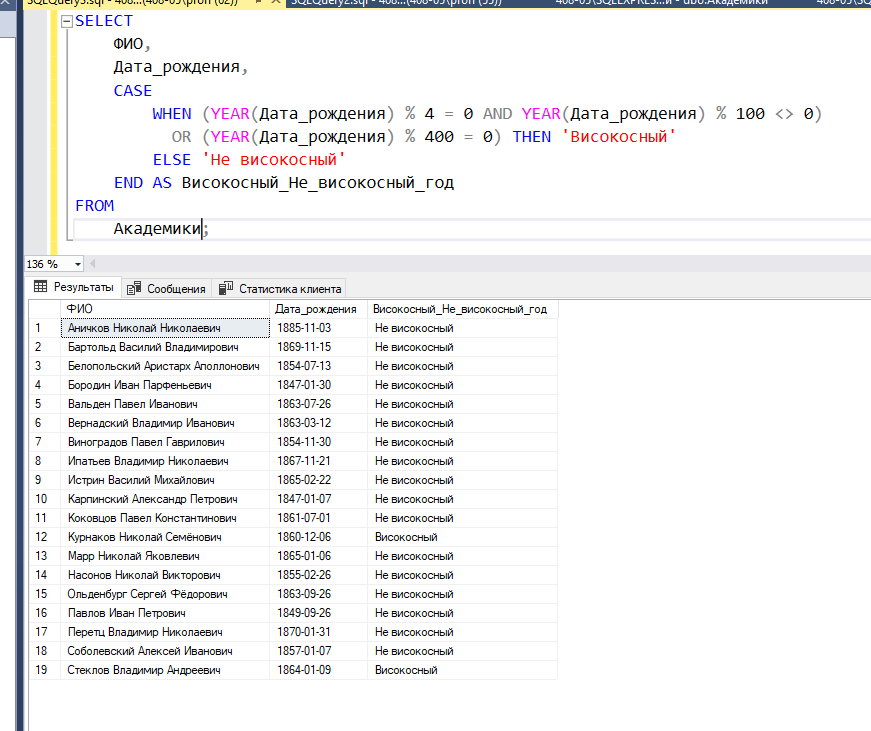 SELECT
ФИО,
Дата_рождения,
CASE
WHEN (YEAR(Дата_рождения) % 4 = 0 AND YEAR(Дата_рождения) % 100 <> 0)
OR (YEAR(Дата_рождения) % 400 = 0) THEN 'Високосный'
ELSE 'Не високосный'
END AS Високосный_Не_високосный_год
FROM
Академики;
136 %
Результаты Сообщения Статистика клиента
ФИО Дата_рождения Високосный_Не_високосный_год
1 Аничков Николай Николаевич 1885-11-03 Не високосный
2 Бартольд Василий Владимирович 1869-11-15 Не високосный
3 Белопольский Аристарх Аполлонович 1854-07-13 Не високосный
4 Бородин Иван Парфеньевич 1847-01-30 Не високосный
5 Вальден Павел Иванович 1863-07-26 Не високосный
6 Вернадский Владимир Иванович 1863-03-12 Не високосный
7 Виноградов Павел Гаврилович 1854-11-30 Не високосный
8 Ипатьев Владимир Николаевич 1867-11-21 Не високосный
9 Истрин Василий Михайлович 1865-02-22 Не високосный
10 Карпинский Александр Петрович 1847-01-07 Не високосный
11 Коковцов Павел Константинович 1861-07-01 Не високосный
12 Курнаков Николай Семёнович 1860-12-06 Високосный
13 Марр Николай Яковлевич 1865-01-06 Не високосный
14 Насонов Николай Викторович 1855-02-26 Не високосный
15 Ольденбург Сергей Фёдорович 1863-09-26 Не високосный
16 Павлов Иван Петрович 1849-09-26 Не високосный
17 Перетц Владимир Николаевич 1870-01-31 Не високосный
18 Соболевский Алексей Иванович 1857-01-07 Не високосный
19 Стеклов Владимир Андреевич 1864-01-09 Високосный